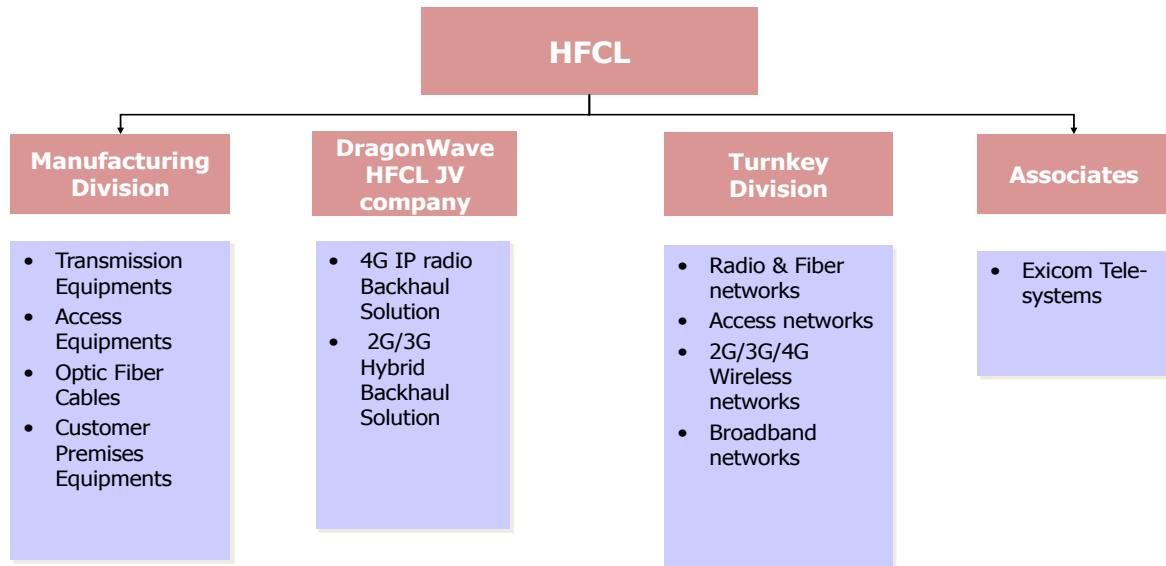 HFCL
Manufacturing
Division
DragonWave
HFCL JV
company
Turnkey
Division
Associates
• Transmission
Equipments
• Access
Equipments
• Optic Fiber
Cables
• Customer
Premises
Equipments
• 4G IP radio
Backhaul
Solution
• 2G/3G
Hybrid
Backhaul
Solution
• Radio & Fiber
networks
• Access networks
• 2G/3G/4G
Wireless
networks
• Broadband
networks
• Exicom Tele-
systems